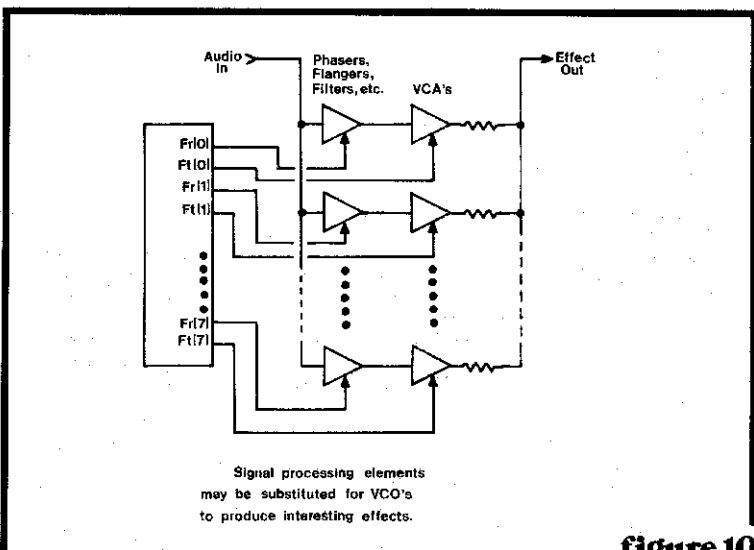 Audio In
Phasers,
Flangers,
Filters, etc.
VCA's
Effect Out
Fr[0]
Ft[0]
Fr[1]
Ft[1]
Fr[7]
Ft[7]
Signal processing elements
may be substituted for VCO's
to produce interesting effects.
figure 10